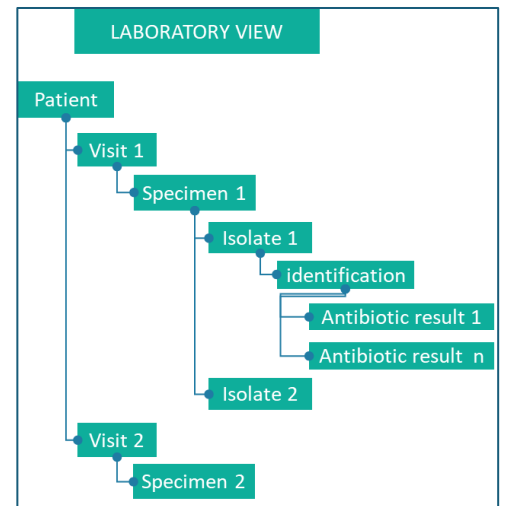 LABORATORY VIEW
Patient
Visit 1
Specimen 1
Isolate 1
identification
Antibiotic result 1
Antibiotic result n
Isolate 2
Visit 2
Specimen 2